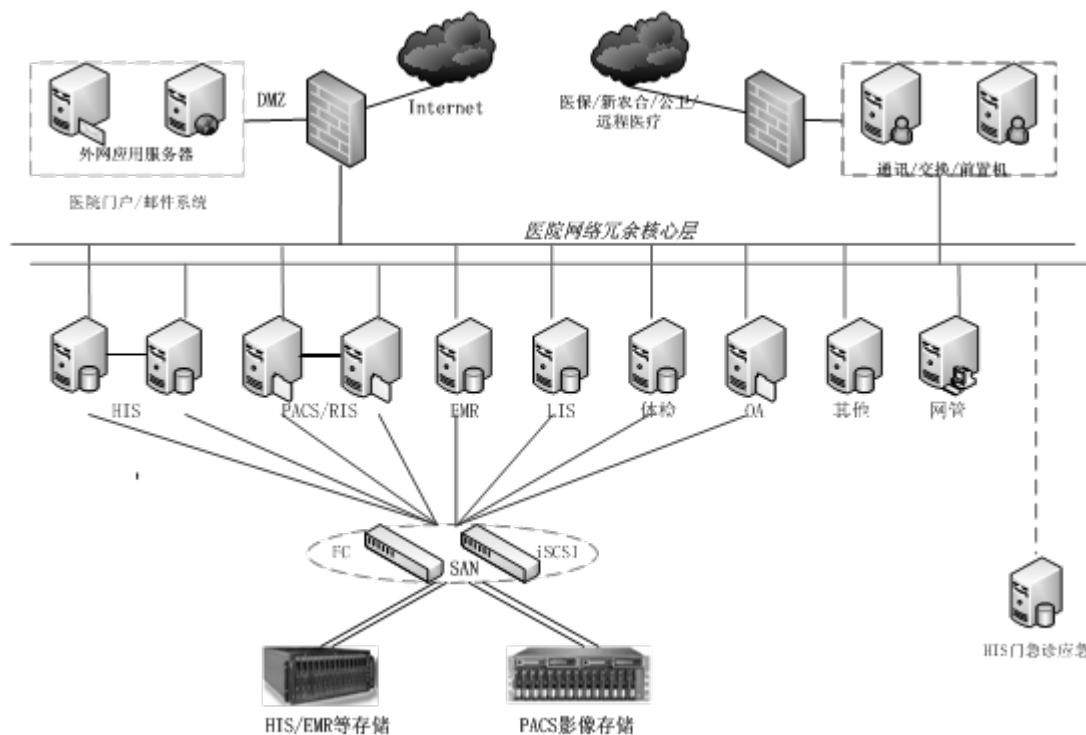 DMZ
Internet
医保/新农合/公卫/
远程医疗
外网应用服务器
通讯/交换/前置机
医院门户/邮件系统
医院网络冗余核心层
HIS
PACS/RIS
EMR
LIS
体检
OA
其他
网管
FC
iSCSI
SAN
HIS门急诊应急
HIS/EMR等存储
PACS影像存储